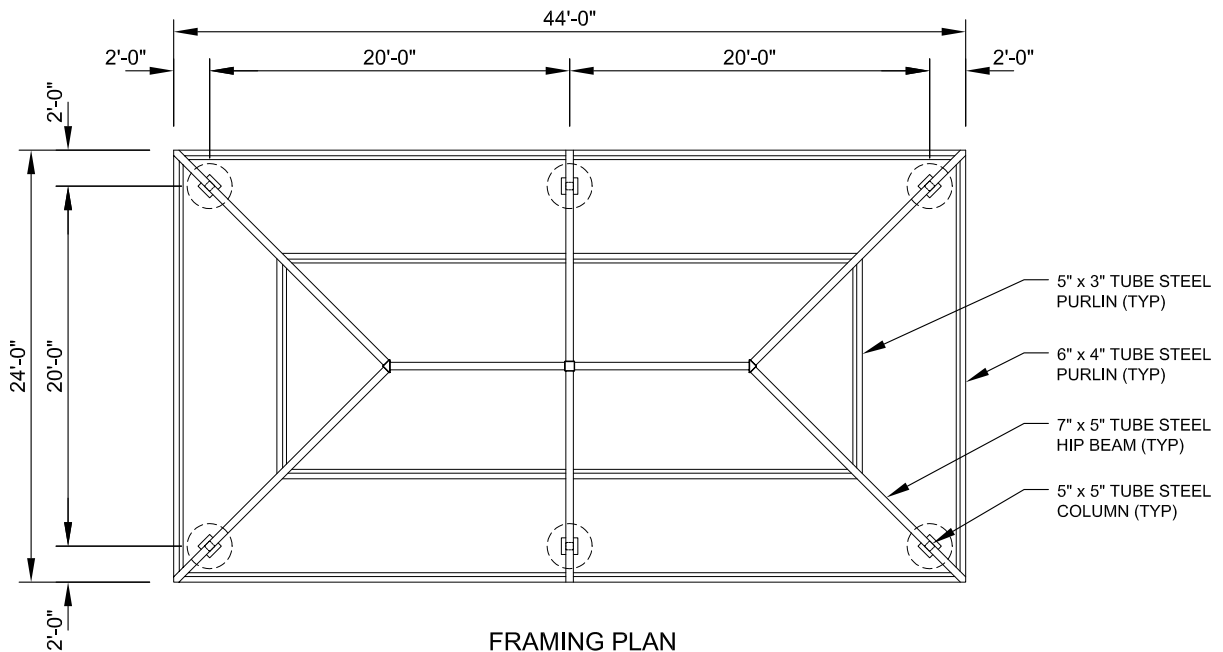 44'-0"
2'-0"
20'-0"
20'-0"
2'-0"
2'-0"
24'-0"
20'-0"
2'-0"
5" x 3" TUBE STEEL
PURLIN (TYP)
6" x 4" TUBE STEEL
PURLIN (TYP)
7" x 5" TUBE STEEL
HIP BEAM (TYP)
5" x 5" TUBE STEEL
COLUMN (TYP)
FRAMING PLAN